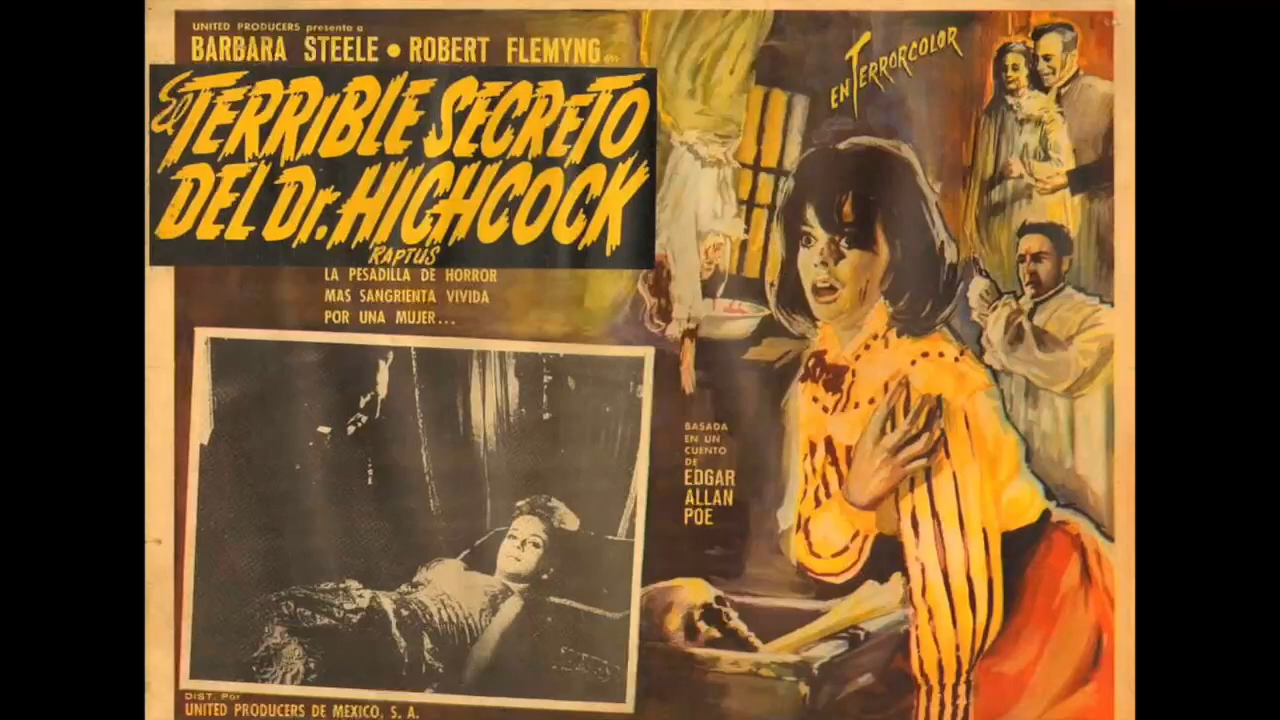 UNITED PRODUCERS presenta a
BARBARA STEELE • ROBERT FLEMYNG en
El TERRIBLE SECRETO
DEL Dr. HICHCOCK
RAPTUS
LA PESADILLA DE HORROR
MAS SANGRIENTA VIVIDA
POR UNA MUJER...
EN TERRORCOLOR
BASADA
EN UN
CUENTO
DE
EDGAR
ALLAN
POE
DIST. Por
UNITED PRODUCERS DE MEXICO, S. A.